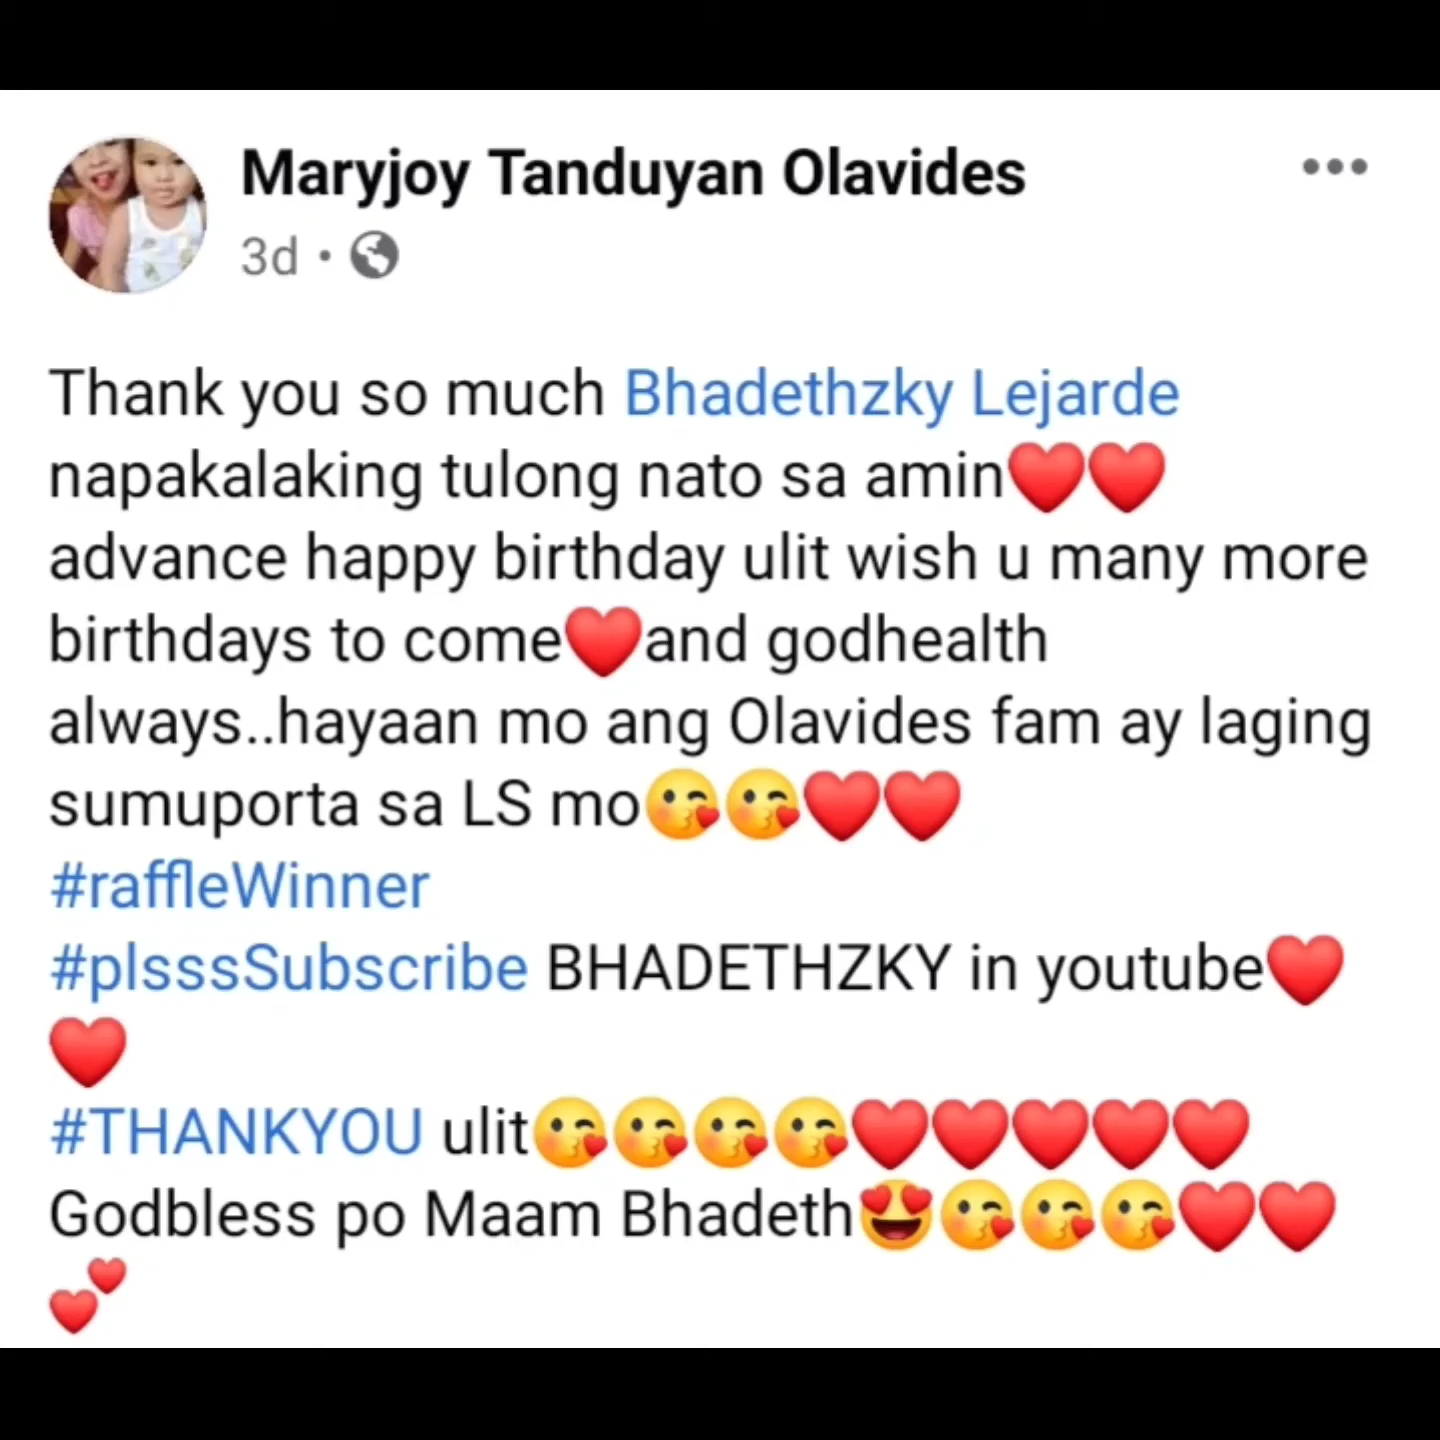 Maryjoy Tanduyan Olavides
3d •
Thank you so much Bhadethzky Lejarde
napakalaking tulong nato sa amin❤️❤️
advance happy birthday ulit wish u many more
birthdays to come❤️and godhealth
always..hayaan mo ang Olavides fam ay laging
sumuporta sa LS mo😘😘❤️❤️
#raffleWinner
#plsssSubscribe BHADETHZKY in youtube❤️
❤️
#THANKYOU ulit😘😘😘😘❤️❤️❤️❤️❤️
Godbless po Maam Bhadeth😍😘😘😘❤️❤️
💕